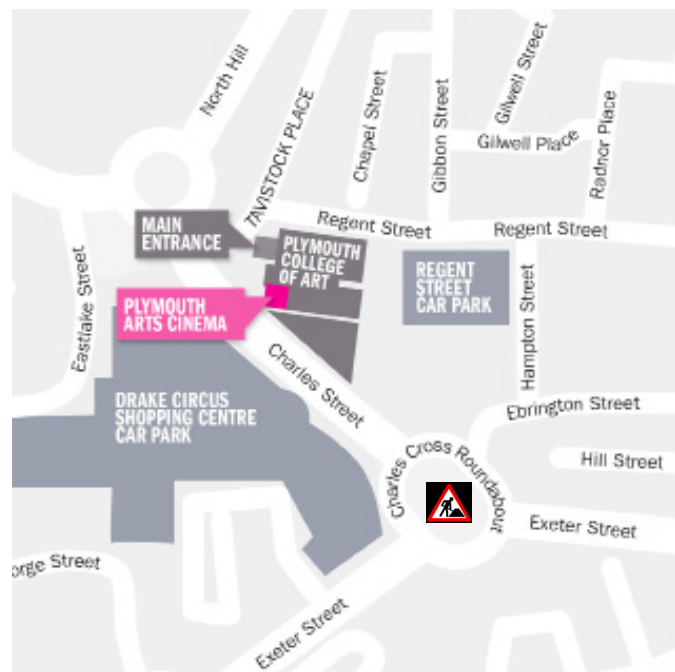 North Hill
TAVISTOCK PLACE
Chapel Street
Gibbon Street
Gilwell Street
Gilwell Place
Radnor Place
MAIN
ENTRANCE
Regent Street
Regent Street
PLYMOUTH
COLLEGE
OF ART
REGENT
STREET
CAR PARK
Eastlake Street
PLYMOUTH
ARTS CINEMA
Hampton Street
Charles Street
DRAKE CIRCUS
SHOPPING CENTRE
CAR PARK
Ebrington Street
Charles Cross Roundabout
Hill Street
Exeter Street
orge Street
Exeter Street